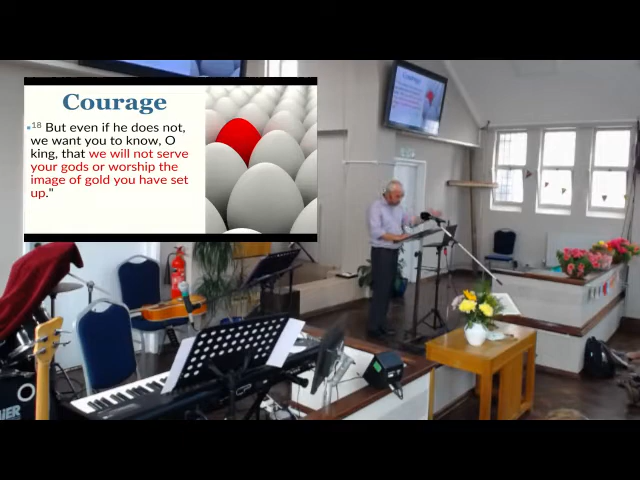 Courage
18 But even if he does not,
we want you to know, O
king, that we will not serve
your gods or worship the
image of gold you have set
up."
Courage